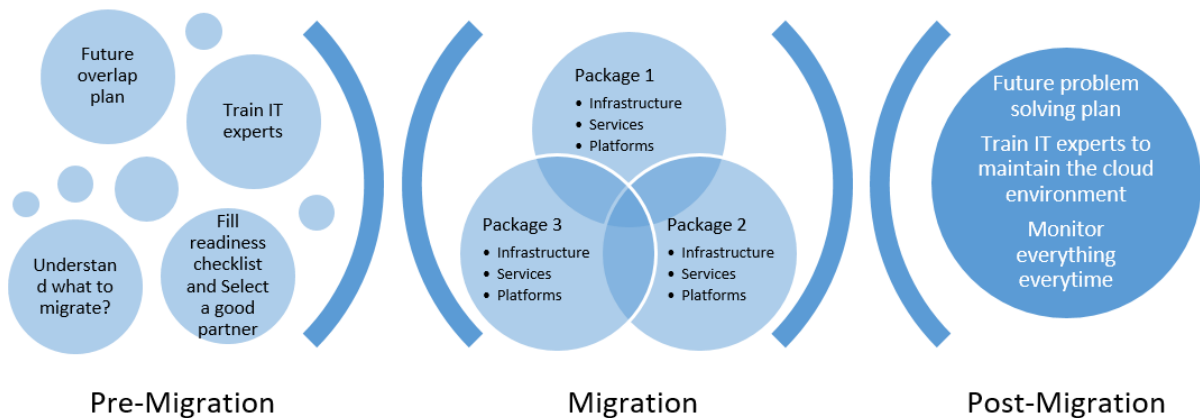 Future
overlap
plan
Train IT
experts
Understan
d what to
migrate?
Fill
readiness
checklist
and Select
a good
partner
Pre-Migration
Package 1
• Infrastructure
• Services
• Platforms
Package 3
• Infrastructure
• Services
• Platforms
Package 2
• Infrastructure
• Services
• Platforms
Migration
Future problem
solving plan
Train IT experts to
maintain the cloud
environment
Monitor
everything
everytime
Post-Migration